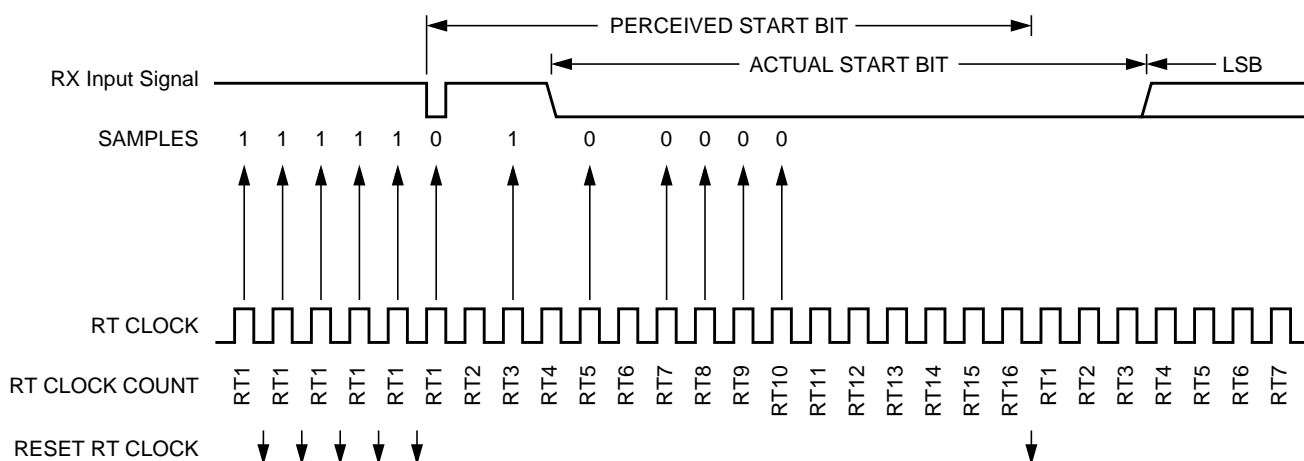 PERCEIVED START BIT
ACTUAL START BIT
LSB
RX Input Signal
SAMPLES 1 1 1 1 1 0 1 0 0 0 0 0
RT CLOCK
RT CLOCK COUNT RT1 RT1 RT1 RT1 RT1 RT1 RT2 RT3 RT4 RT5 RT6 RT7 RT8 RT9 RT10 RT11 RT12 RT13 RT14 RT15 RT16 RT1 RT2 RT3 RT4 RT5 RT6 RT7
RESET RT CLOCK